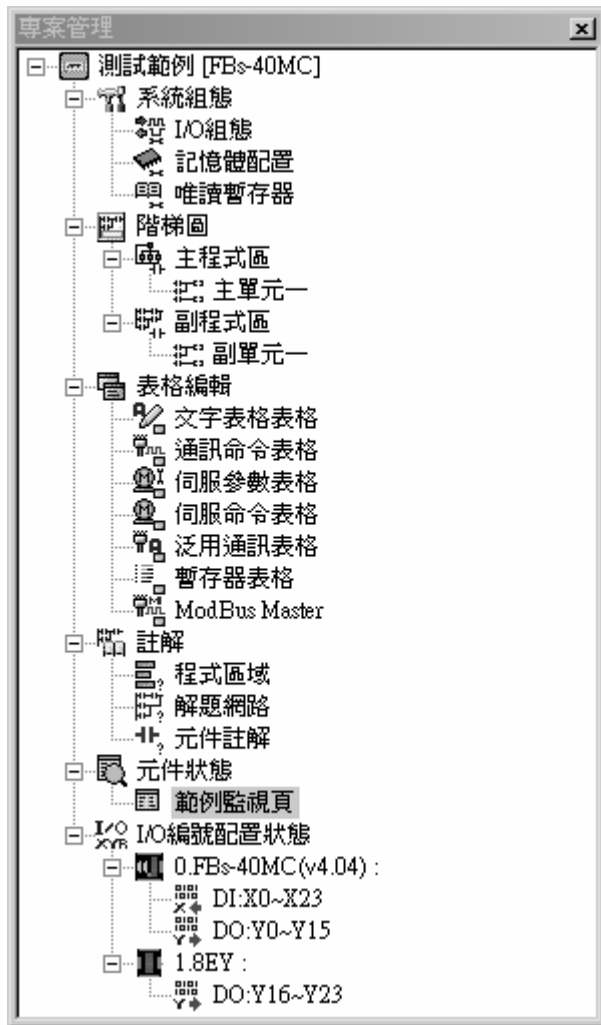 專案管理
測試範例 [FBs-40MC]
系統組態
I/O組態
記憶體配置
唯讀暫存器
階梯圖
主程式區
主單元一
副程式區
副單元一
表格編輯
文字表格表格
通訊命令表格
伺服參數表格
伺服命令表格
泛用通訊表格
暫存器表格
ModBus Master
註解
程式區域
解題網路
元件註解
元件狀態
範例監視頁
I/O編號配置狀態
0.FBs-40MC(v4.04) :
DI:X0~X23
DO:Y0~Y15
1.8EY :
DO:Y16~Y23